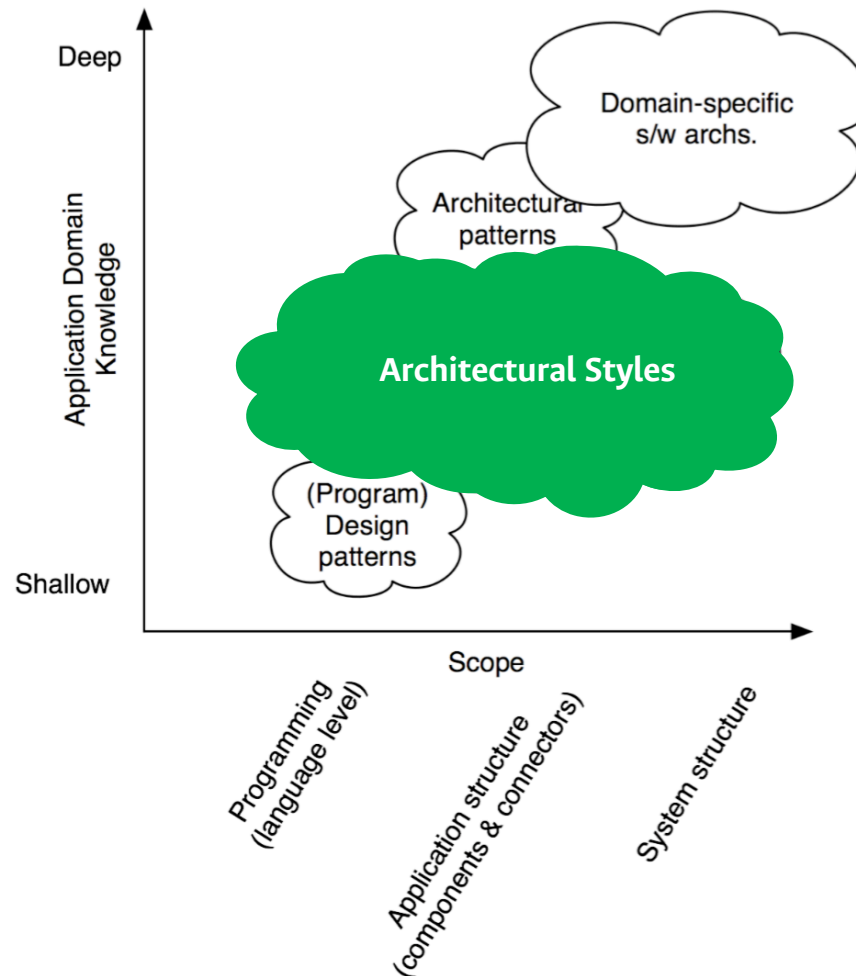 Deep
Domain-specific
s/w archs.
Architectural
patterns
Application Domain
Knowledge
Architectural Styles
(Program)
Design
patterns
Shallow
Scope
Programming
(language level)
Application structure
(components & connectors)
System structure